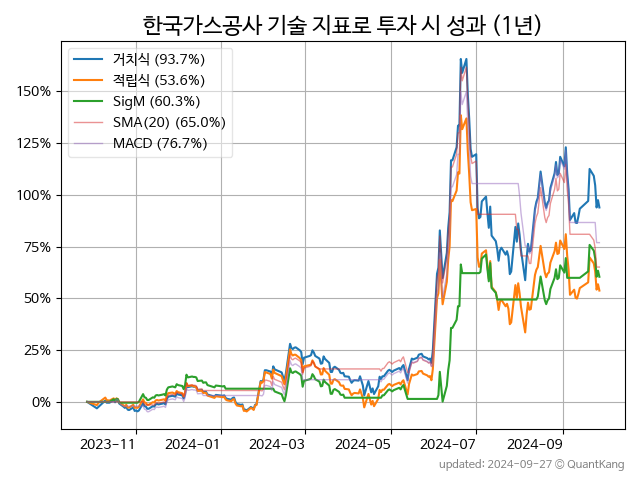 한국가스공사 기술 지표로 투자 시 성과 (1년)
거치식 (93.7%)
적립식 (53.6%)
SigM (60.3%)
SMA(20) (65.0%)
MACD (76.7%)
150%
125%
100%
75%
50%
25%
0%
2023-11 2024-01 2024-03 2024-05 2024-07 2024-09
updated: 2024-09-27 © QuantKang